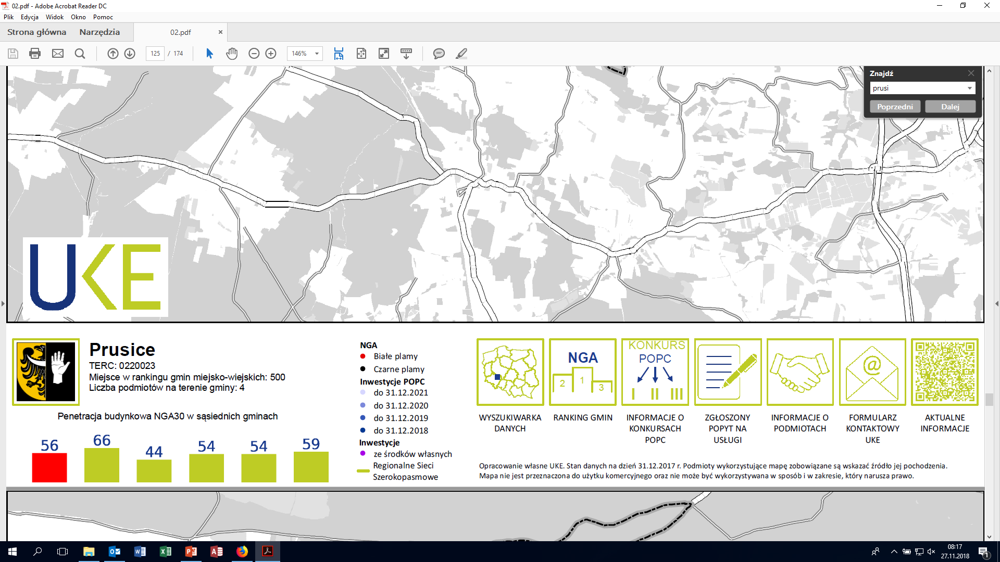 02.pdf - Adobe Acrobat Reader DC
Plik Edycja Widok Okno Pomoc
Strona główna Narzędzia 02.pdf
125 / 174 146%
Znajdź
prusi
Poprzedni Dalej
UKE
Prusice
TERC: 0220023
Miejsce w rankingu gmin miejsko-wiejskich: 500
Liczba podmiotów na terenie gminy: 4
Penetracja budynkowa NGA30 w sąsiednich gminach
56 66 44 54 54 59
NGA
Białe plamy
Czarne plamy
Inwestycje POPC
do 31.12.2021
do 31.12.2020
do 31.12.2019
do 31.12.2018
Inwestycje
ze środków własnych
Regionalne Sieci
Szerokopasmowe
NGA
2 1 3
KONKURS
POPC
I II III
@
WYSZUKIWARKA
DANYCH
RANKING GMIN
INFORMACJE O
KONKURSACH
POPC
ZGŁOSZONY
POPYT NA
USŁUGI
INFORMACJE O
PODMIOTACH
FORMULARZ
KONTAKTOWY
UKE
AKTUALNE
INFORMACJE
Opracowanie własne UKE. Stan danych na dzień 31.12.2017 r. Podmioty wykorzystujące mapę zobowiązane są wskazać źródło jej pochodzenia.
Mapa nie jest przeznaczona do użytku komercyjnego oraz nie może być wykorzystywana w sposób i w zakresie, który narusza prawo.
08:17
27.11.2018
1